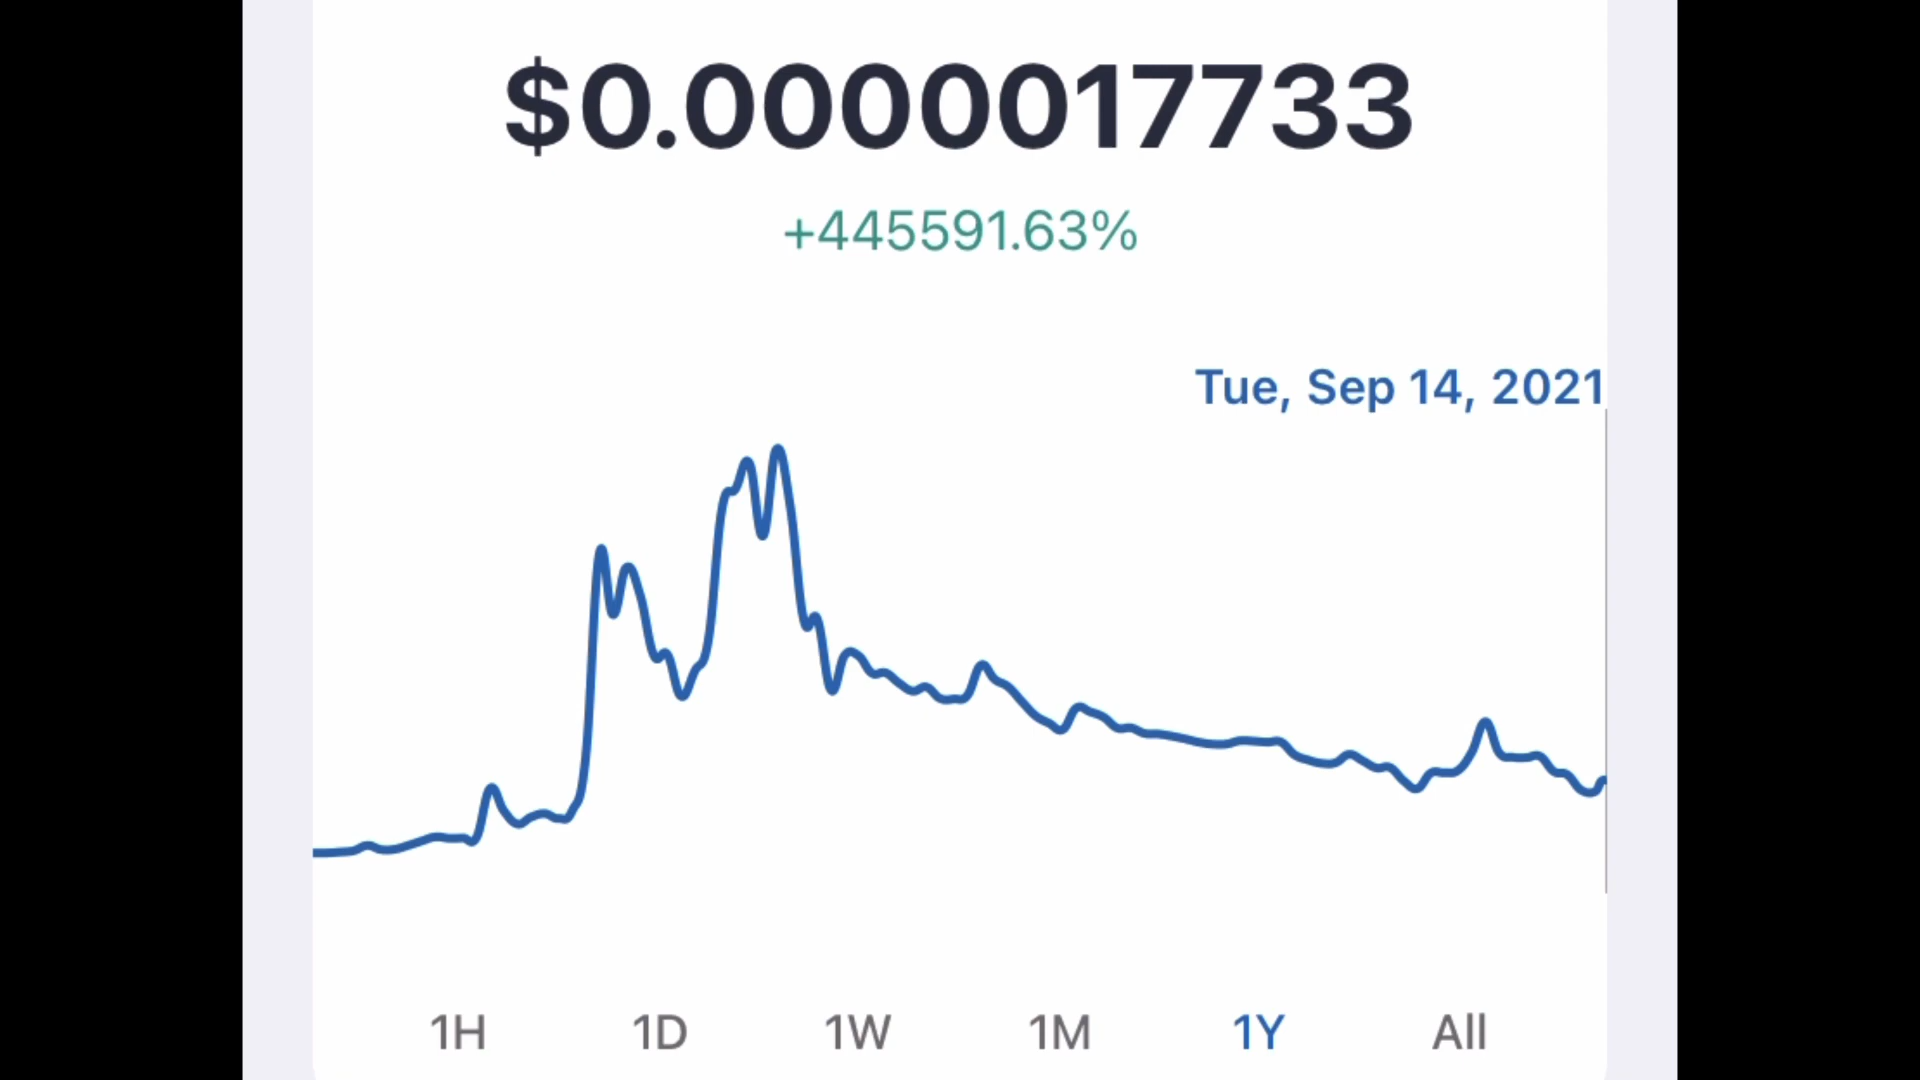 $0.0000017733
+445591.63%
Tue, Sep 14, 2021
1H 1D 1W 1M 1Y All